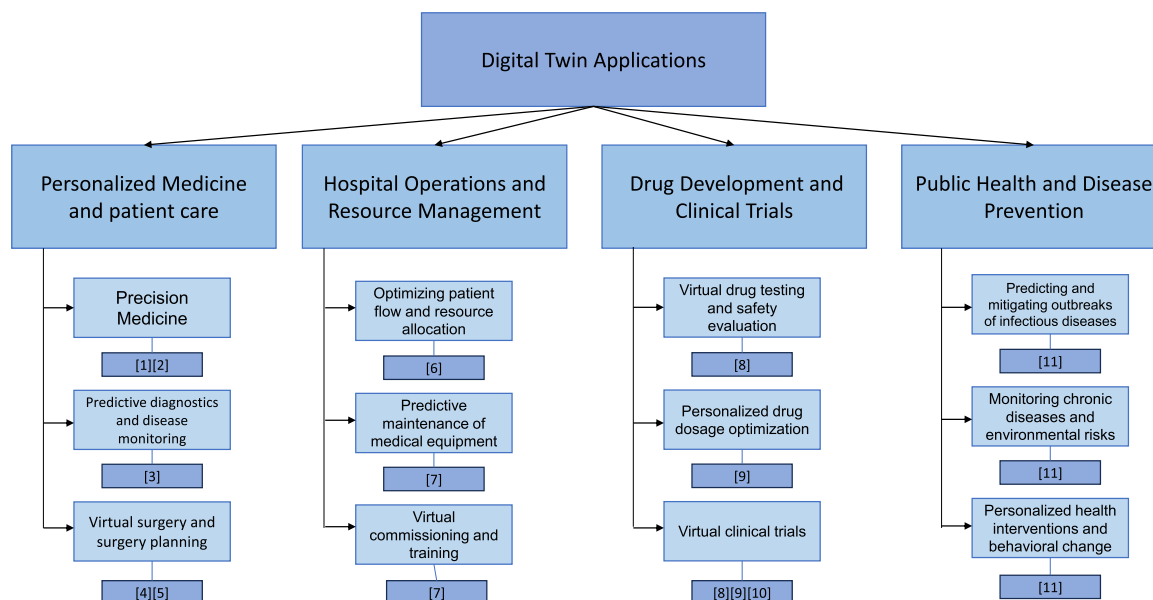 Digital Twin Applications
Personalized Medicine
and patient care
Hospital Operations and
Resource Management
Drug Development and
Clinical Trials
Public Health and Disease
Prevention
Precision
Medicine
[1][2]
Predictive diagnostics
and disease
monitoring
[3]
Virtual surgery and
surgery planning
[4][5]
Optimizing patient
flow and resource
allocation
[6]
Predictive
maintenance of
medical equipment
[7]
Virtual
commissioning and
training
[7]
Virtual drug testing
and safety
evaluation
[8]
Personalized drug
dosage optimization
[9]
Virtual clinical trials
[8][9][10]
Predicting and
mitigating outbreaks
of infectious diseases
[11]
Monitoring chronic
diseases and
environmental risks
[11]
Personalized health
interventions and
behavioral change
[11]